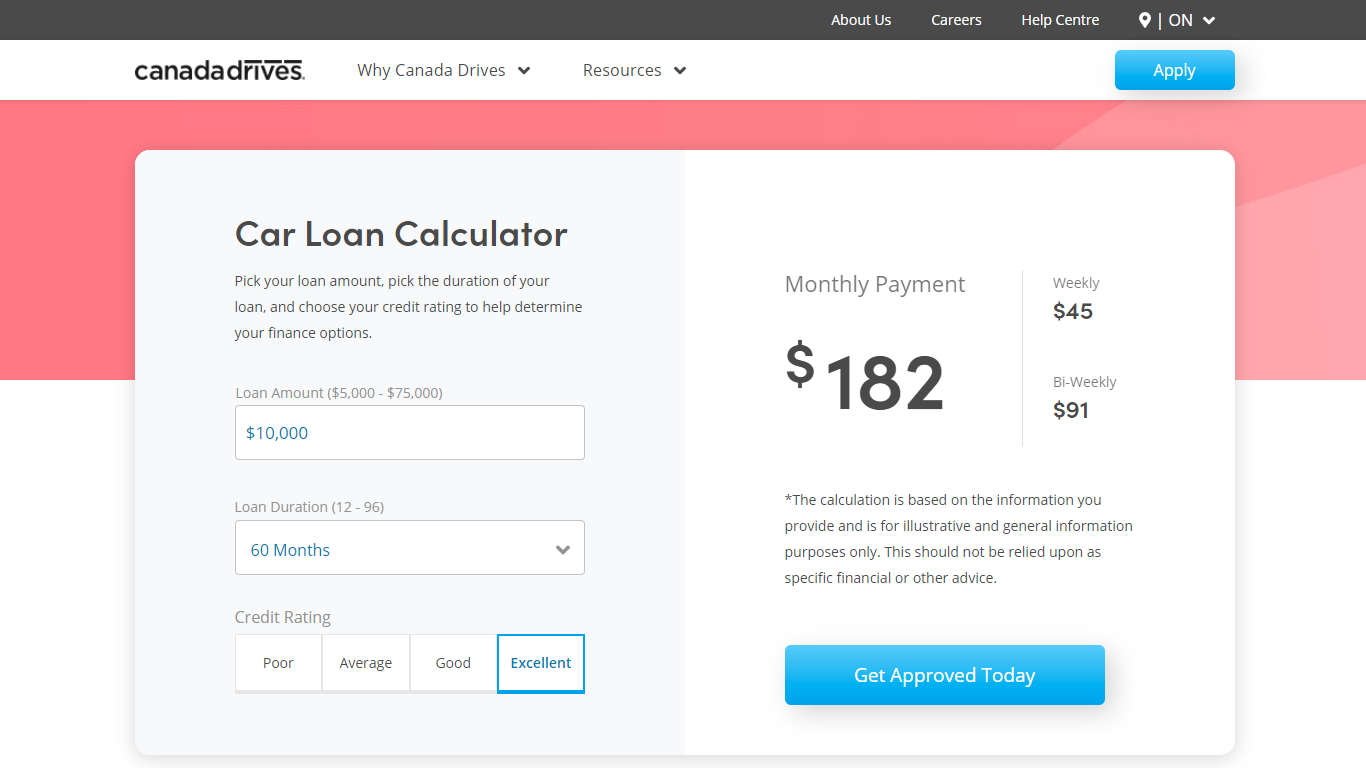 About Us Careers Help Centre | ON
canadadrives. Why Canada Drives Resources Apply
Car Loan Calculator
Pick your loan amount, pick the duration of your
loan, and choose your credit rating to help determine
your finance options.
Loan Amount ($5,000 - $75,000)
$10,000
Loan Duration (12 - 96)
60 Months
Credit Rating
Poor Average Good Excellent
Monthly Payment
$182
Weekly
$45
Bi-Weekly
$91
*The calculation is based on the information you
provide and is for illustrative and general information
purposes only. This should not be relied upon as
specific financial or other advice.
Get Approved Today